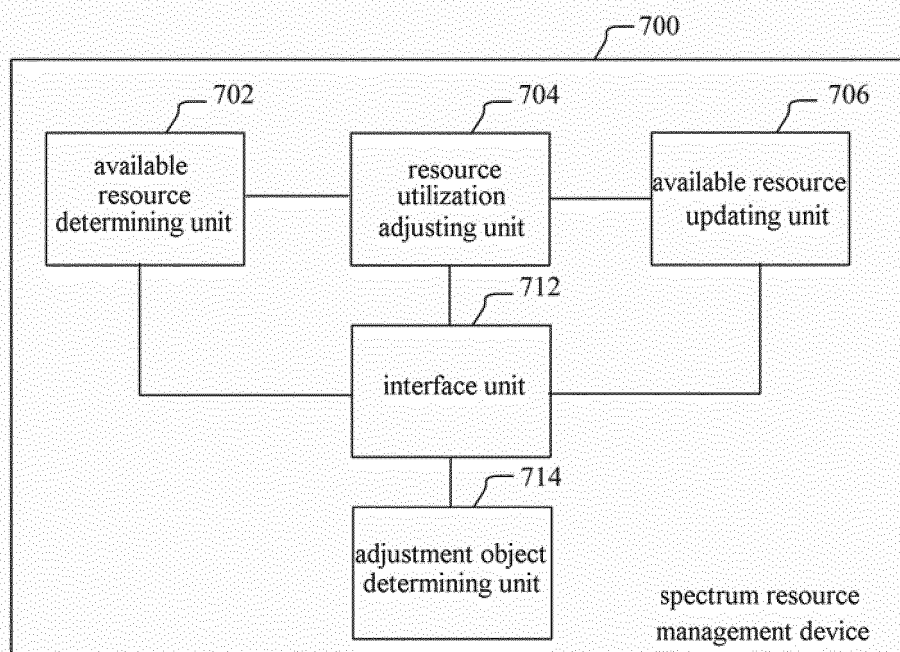 700
702
704
706
available
resource
determining unit
resource
utilization
adjusting unit
available resource
updating unit
712
interface unit
714
adjustment object
determining unit
spectrum resource
management device